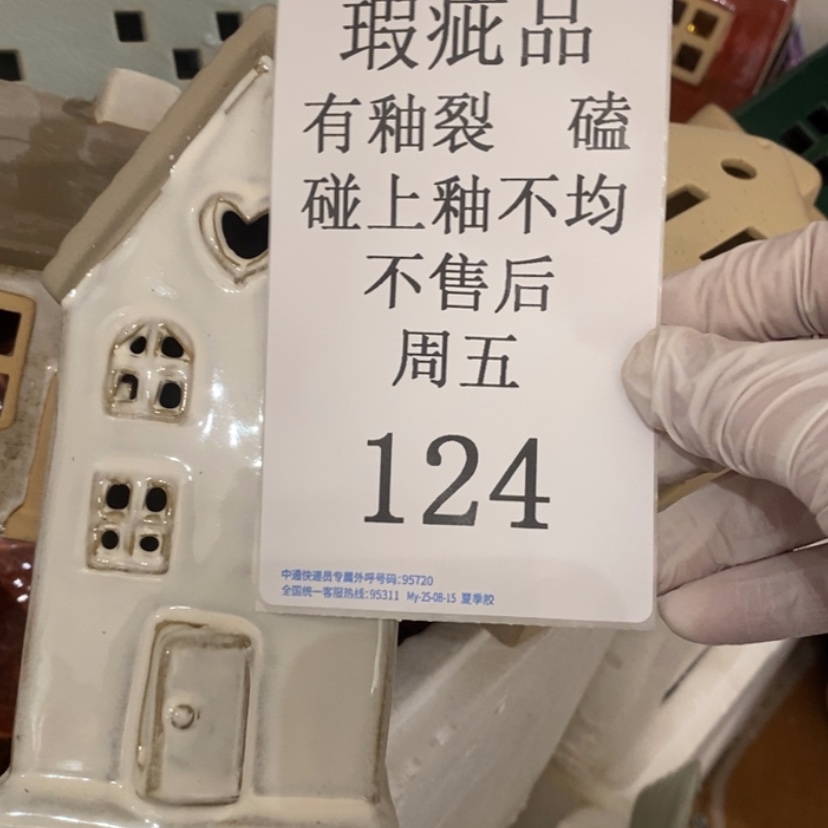 瑕疵品
有釉裂 磕
碰上釉不均
不售后
周五
124
中通快递员专属外呼号码:95720
全国统一客服热线:95311 My-25-08-15 夏季胶